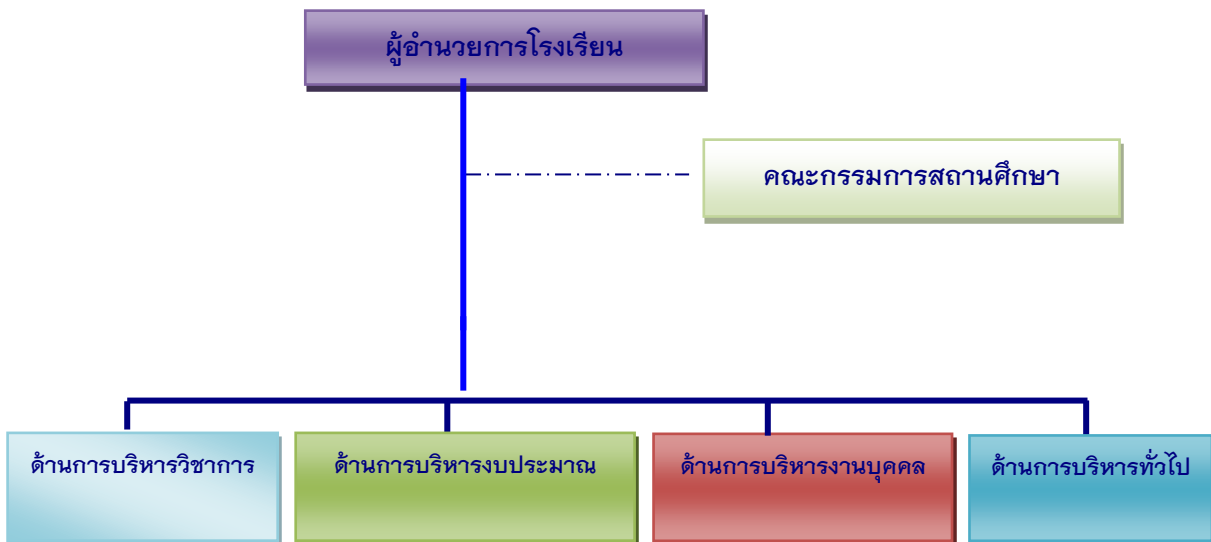 ผู้อำนวยการโรงเรียน
คณะกรรมการสถานศึกษา
ด้านการบริหารวิชาการ
ด้านการบริหารงบประมาณ
ด้านการบริหารงานบุคคล
ด้านการบริหารทั่วไป